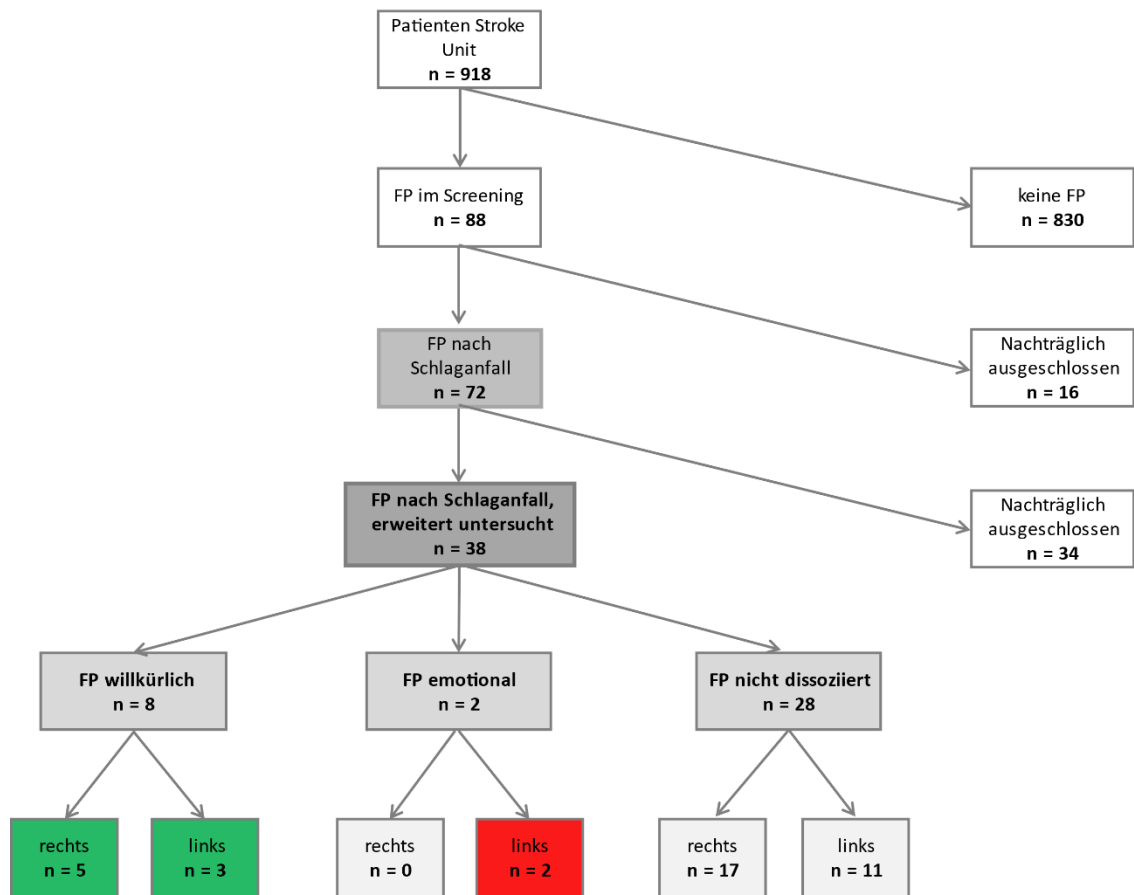 Patienten Stroke
Unit
n = 918
FP im Screening
n = 88
keine FP
n = 830
FP nach
Schlaganfall
n = 72
Nachträglich
ausgeschlossen
n = 16
FP nach Schlaganfall,
erweitert untersucht
n = 38
Nachträglich
ausgeschlossen
n = 34
FP willkürlich
n = 8
FP emotional
n = 2
FP nicht dissoziiert
n = 28
rechts
n = 5
links
n = 3
rechts
n = 0
links
n = 2
rechts
n = 17
links
n = 11